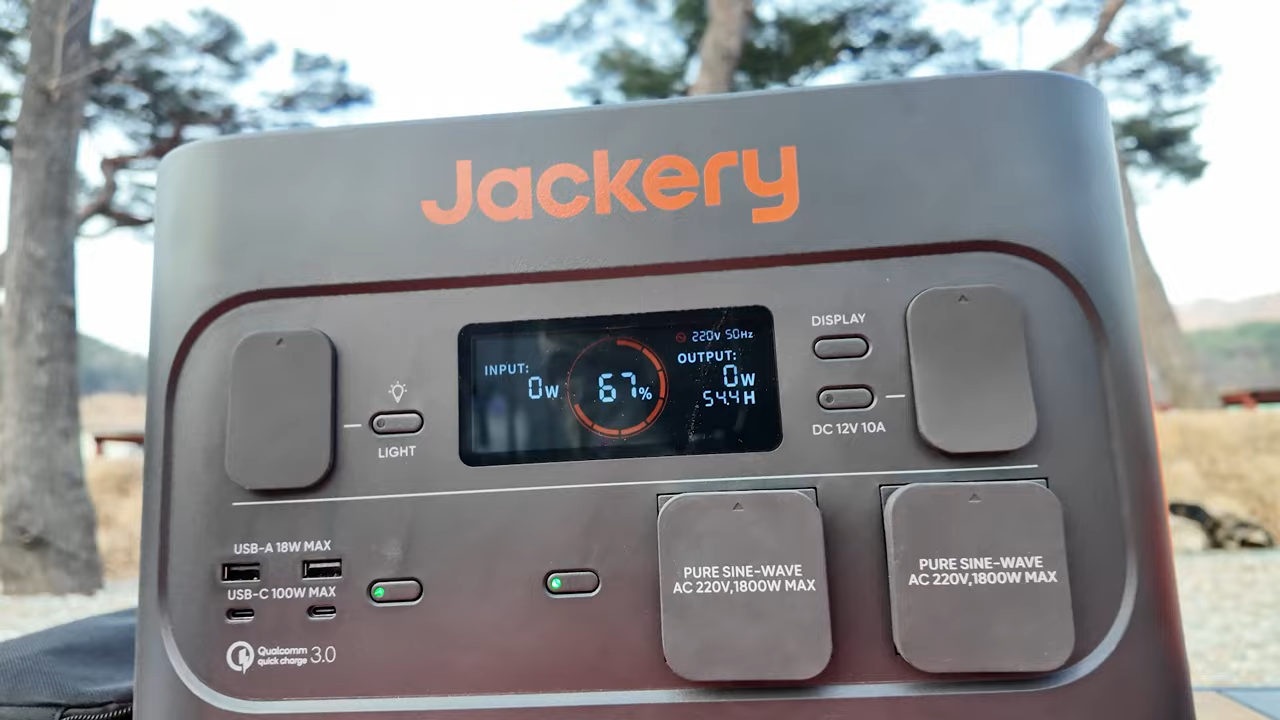 Jackery
INPUT:
0W
67%
220V 50Hz
OUTPUT:
0W
54.4H
LIGHT
DISPLAY
DC 12V 10A
USB-A 18W MAX
USB-C 100W MAX
Qualcomm
quick charge 3.0
PURE SINE-WAVE
AC 220V,1800W MAX
PURE SINE-WAVE
AC 220V,1800W MAX